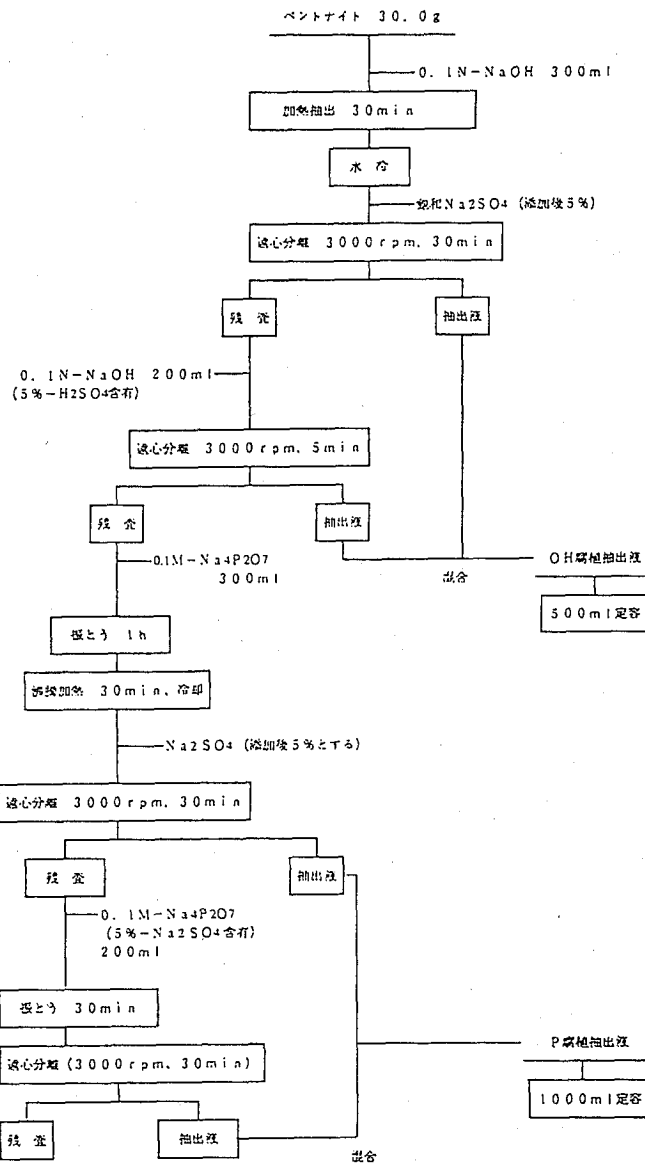 ベントナイト 30.0g
0.1N-NaOH 300ml
加熱抽出 30min
水冷
飽和Na2SO4 (添加後5%)
遠心分離 3000rpm, 30min
残査
抽出液
0.1N-NaOH 200ml
(5%-H2SO4含有)
遠心分離 3000rpm, 5min
残査
抽出液
混合
OH腐植抽出液
500ml定容
0.1M-Na4P2O7
300ml
振とう 1h
沸騰加熱 30min、冷却
Na2SO4 (添加後5%とする)
遠心分離 3000rpm, 30min
残査
抽出液
0.1M-Na4P2O7
(5%-Na2SO4含有)
200ml
振とう 30min
遠心分離 (3000rpm, 30min)
P腐植抽出液
1000ml定容
残査
抽出液
混合